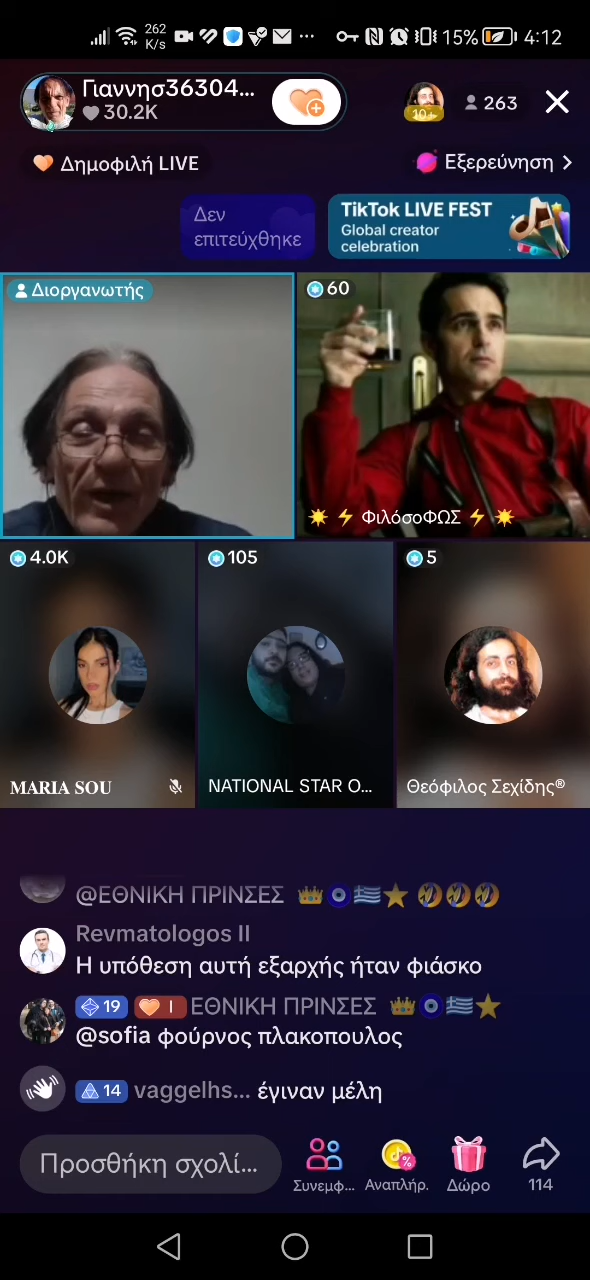 262 K/s 15% 4:12
Γιαννησ36304...
30.2K
10+
263
Δημοφιλή LIVE
Εξερεύνηση
Δεν
επιτεύχθηκε
TikTok LIVE FEST
Global creator
celebration
Διοργανωτής
60
☀️ ⚡ ΦιλόσοΦΩΣ ⚡ ☀️
4.0K
105
5
MARIA SOU
NATIONAL STAR O...
Θεόφιλος Σεχίδης®
@ΕΘΝΙΚΗ ΠΡΙΝΣΕΣ 👑🧿🇬🇷⭐ 🤣🤣🤣
Revmatologos II
Η υπόθεση αυτή εξαρχής ήταν φιάσκο
19 I ΕΘΝΙΚΗ ΠΡΙΝΣΕΣ 👑🧿🇬🇷⭐
@sofia φούρνος πλακοπουλος
14 vaggelhs... έγιναν μέλη
Προσθήκη σχολί...
Συνεμφ...
Αναπλήρ.
Δώρο
114